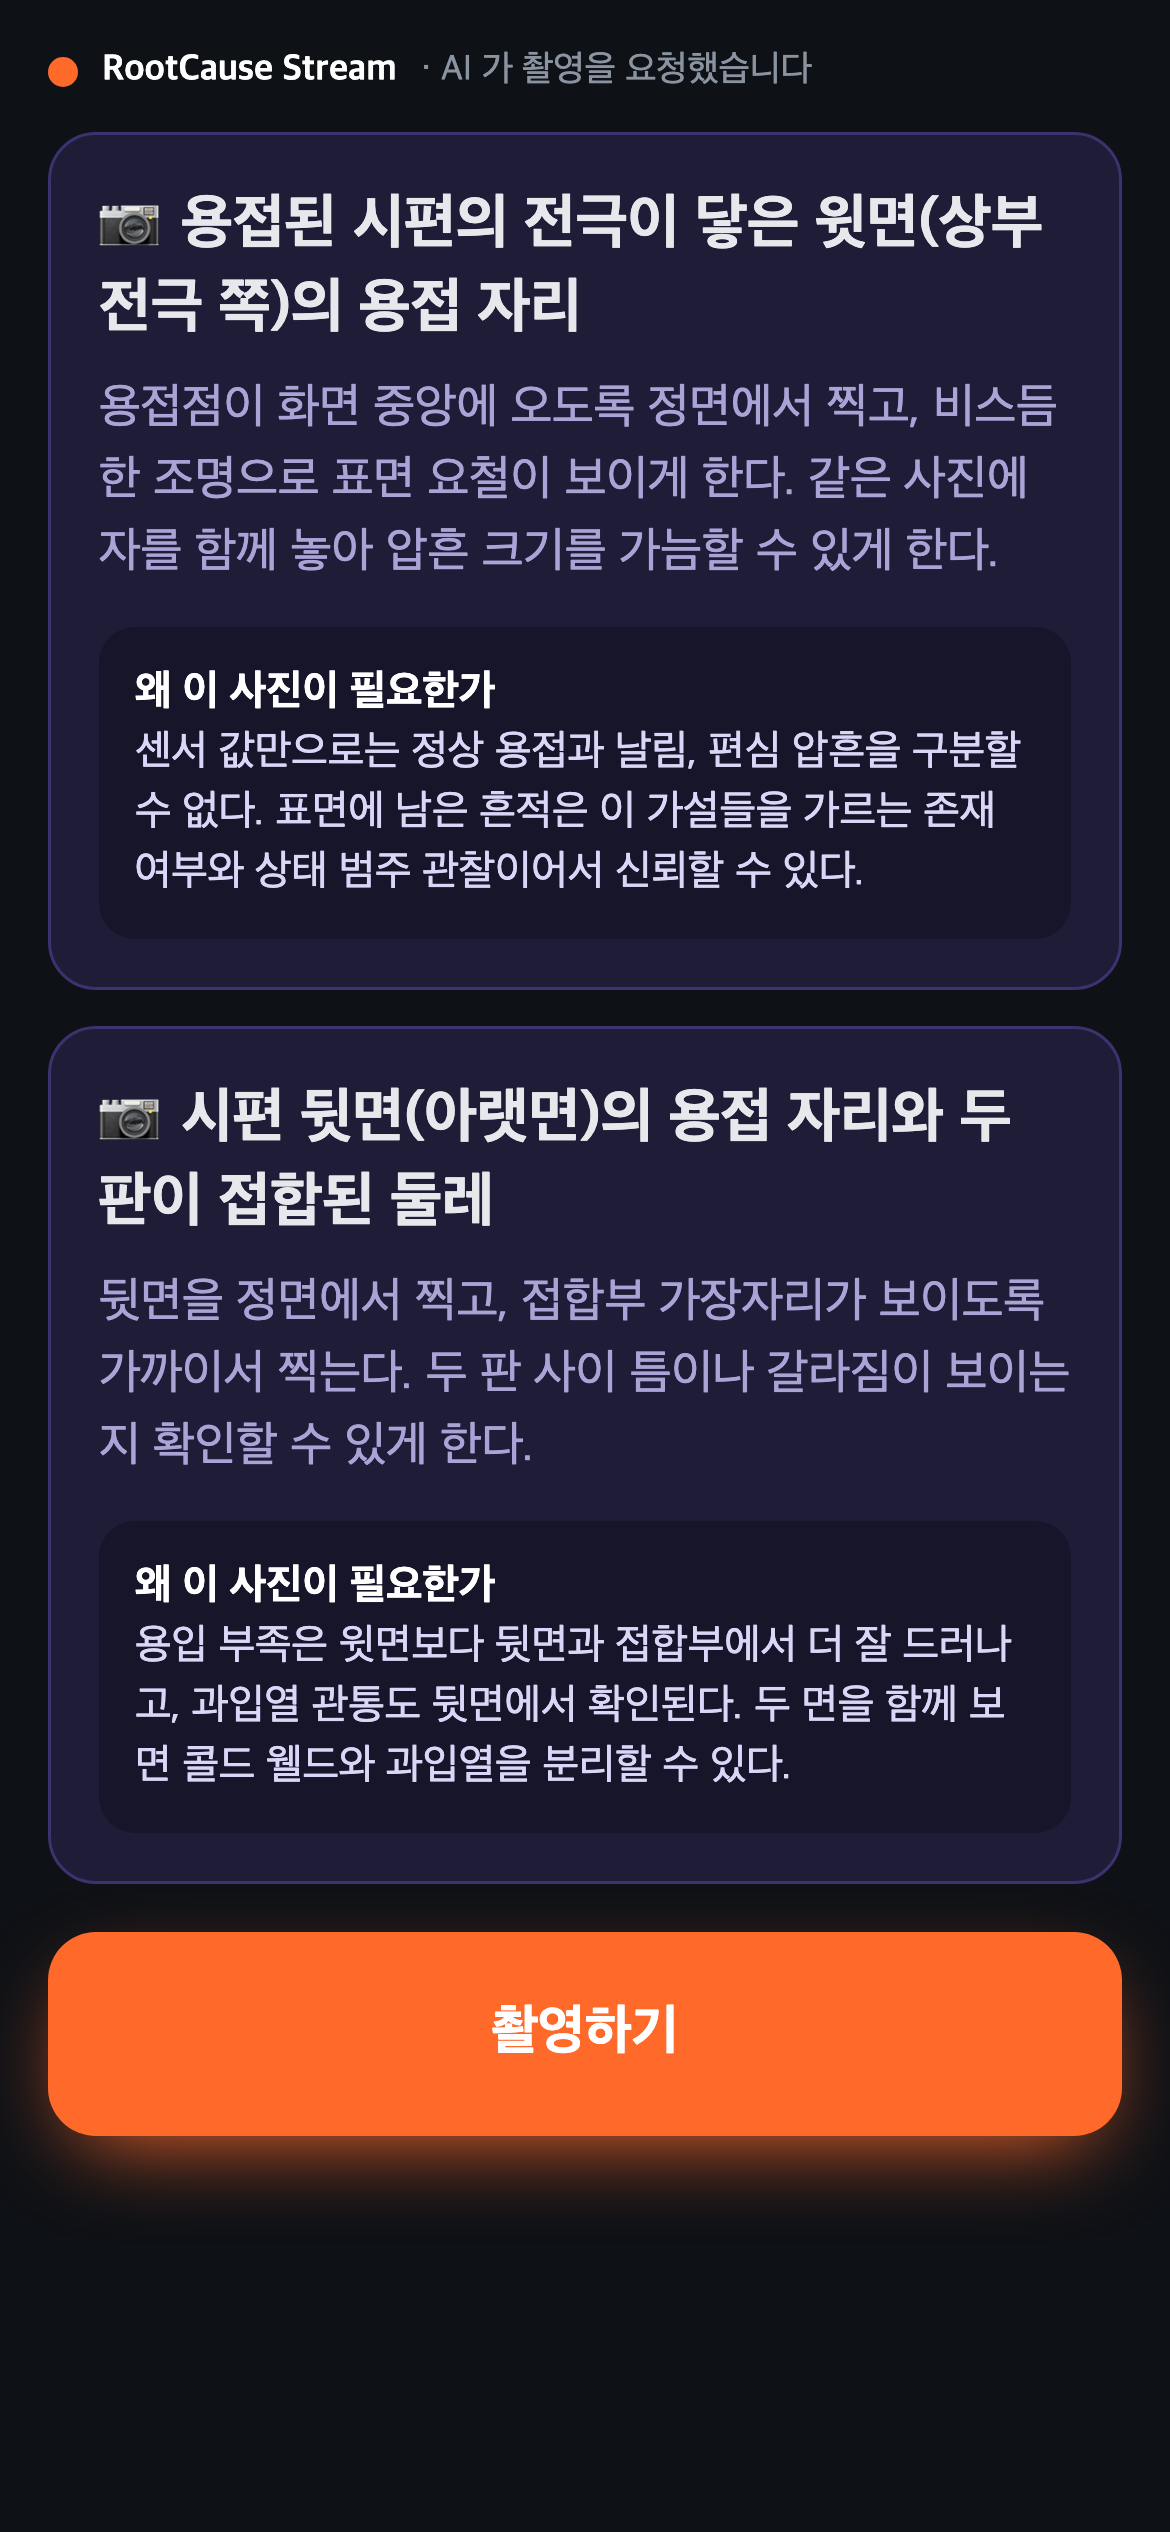 RootCause Stream · AI 가 촬영을 요청했습니다
용접된 시편의 전극이 닿은 윗면(상부
전극 쪽)의 용접 자리
용접점이 화면 중앙에 오도록 정면에서 찍고, 비스듬
한 조명으로 표면 요철이 보이게 한다. 같은 사진에
자를 함께 놓아 압흔 크기를 가늠할 수 있게 한다.
왜 이 사진이 필요한가
센서 값만으로는 정상 용접과 날림, 편심 압흔을 구분할
수 없다. 표면에 남은 흔적은 이 가설들을 가르는 존재
여부와 상태 범주 관찰이어서 신뢰할 수 있다.
시편 뒷면(아랫면)의 용접 자리와 두
판이 접합된 둘레
뒷면을 정면에서 찍고, 접합부 가장자리가 보이도록
가까이서 찍는다. 두 판 사이 틈이나 갈라짐이 보이는
지 확인할 수 있게 한다.
왜 이 사진이 필요한가
용입 부족은 윗면보다 뒷면과 접합부에서 더 잘 드러나
고, 과입열 관통도 뒷면에서 확인된다. 두 면을 함께 보
면 콜드 웰드와 과입열을 분리할 수 있다.
촬영하기